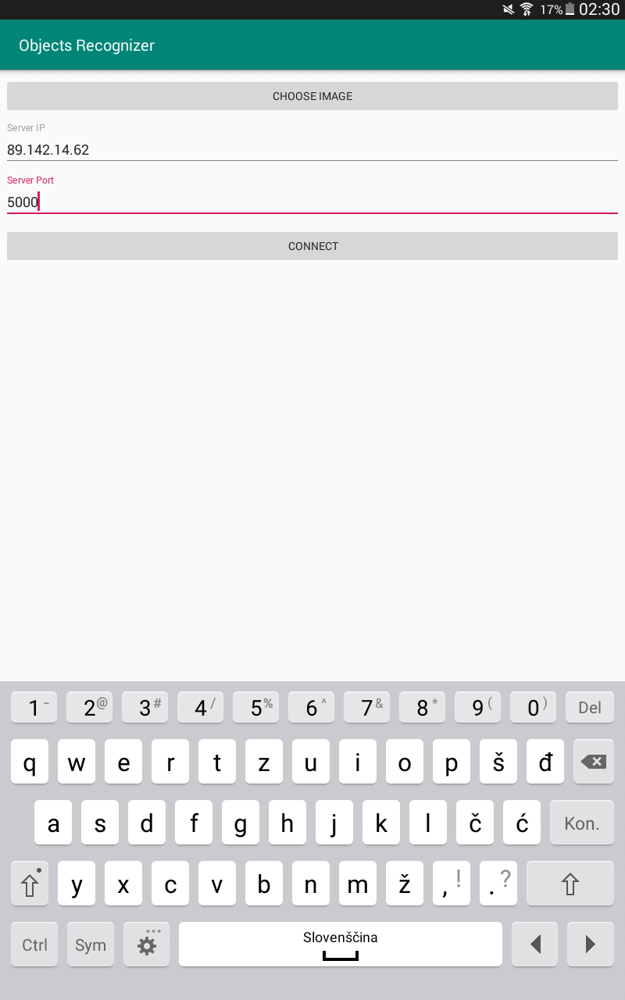 17% 02:30
Objects Recognizer
CHOOSE IMAGE
Server IP
89.142.14.62
Server Port
5000
CONNECT
1 - 2 @ 3 # 4 / 5 % 6 ^ 7 & 8 * 9 ( 0 ) Del
q w e r t z u i o p š đ
a s d f g h j k l č ć Kon.
y x c v b n m ž , ! . ?
Ctrl Sym Slovenščina